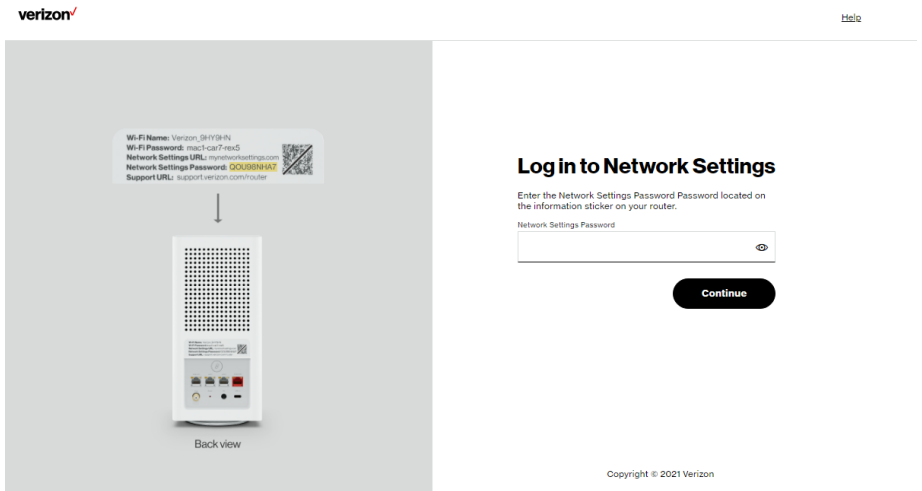 verizon
Help
Wi-Fi Name: Verizon_9HY9HN
Wi-Fi Password: mac1-car7-rex5
Network Settings URL: mynetworksettings.com
Network Settings Password: QOU98NHA7
Support URL: support.verizon.com/router
Back view
Log in to Network Settings
Enter the Network Settings Password Password located on
the information sticker on your router.
Network Settings Password
Continue
Copyright © 2021 Verizon